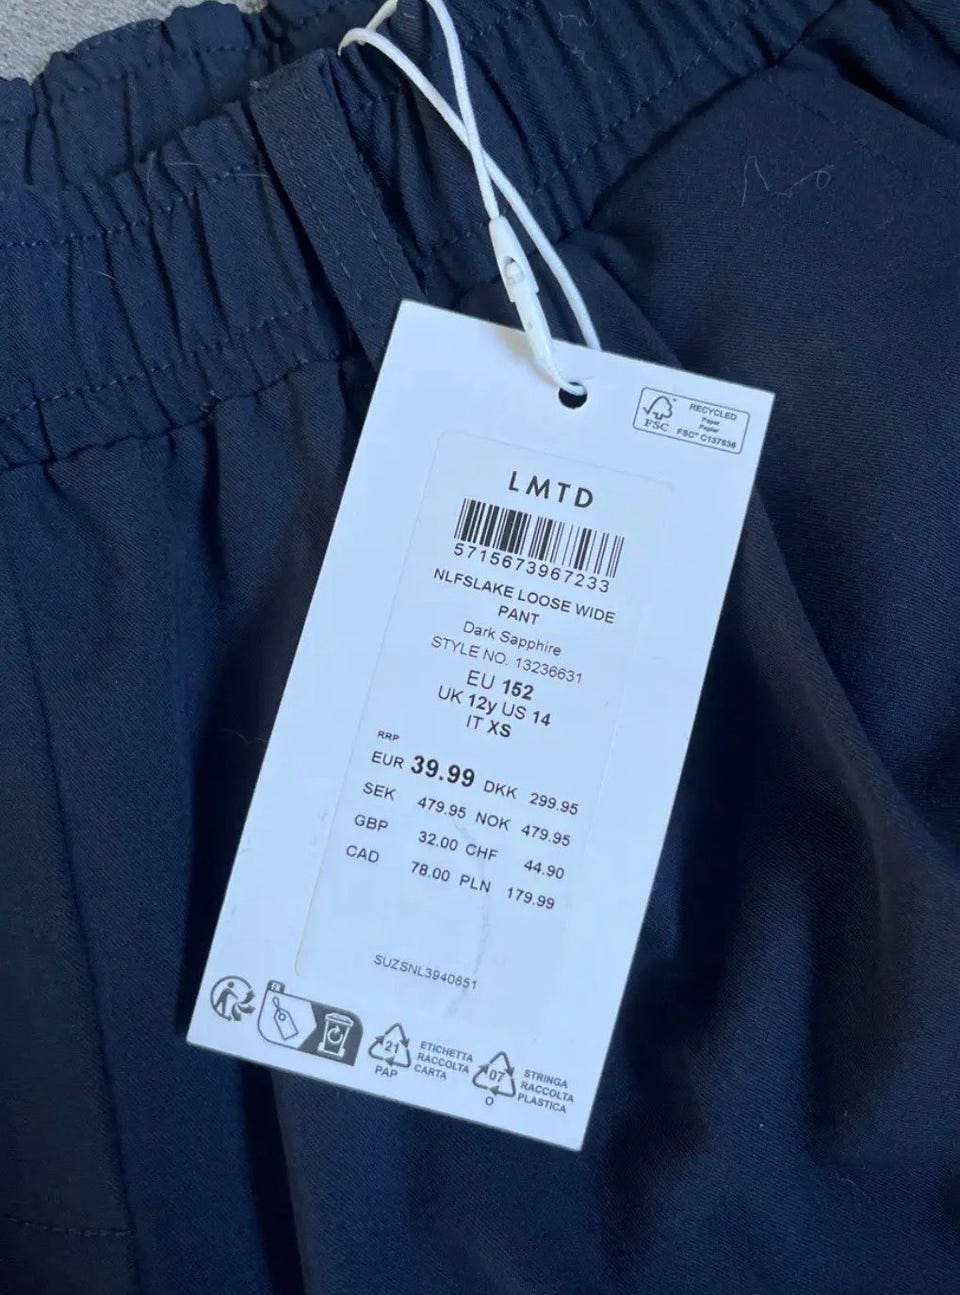 RECYCLED
Paper
Papier
FSC
FSC® C137838
LMTD
5715673967233
NLFSLAKE LOOSE WIDE
PANT
Dark Sapphire
STYLE NO. 13236631
EU 152
UK 12y US 14
IT XS
RRP
EUR 39.99 DKK 299.95
SEK 479.95 NOK 479.95
GBP 32.00 CHF 44.90
CAD 78.00 PLN 179.99
SUZSNL3940851
FR
21
PAP
ETICHETTA
RACCOLTA
CARTA
07
O
STRINGA
RACCOLTA
PLASTICA